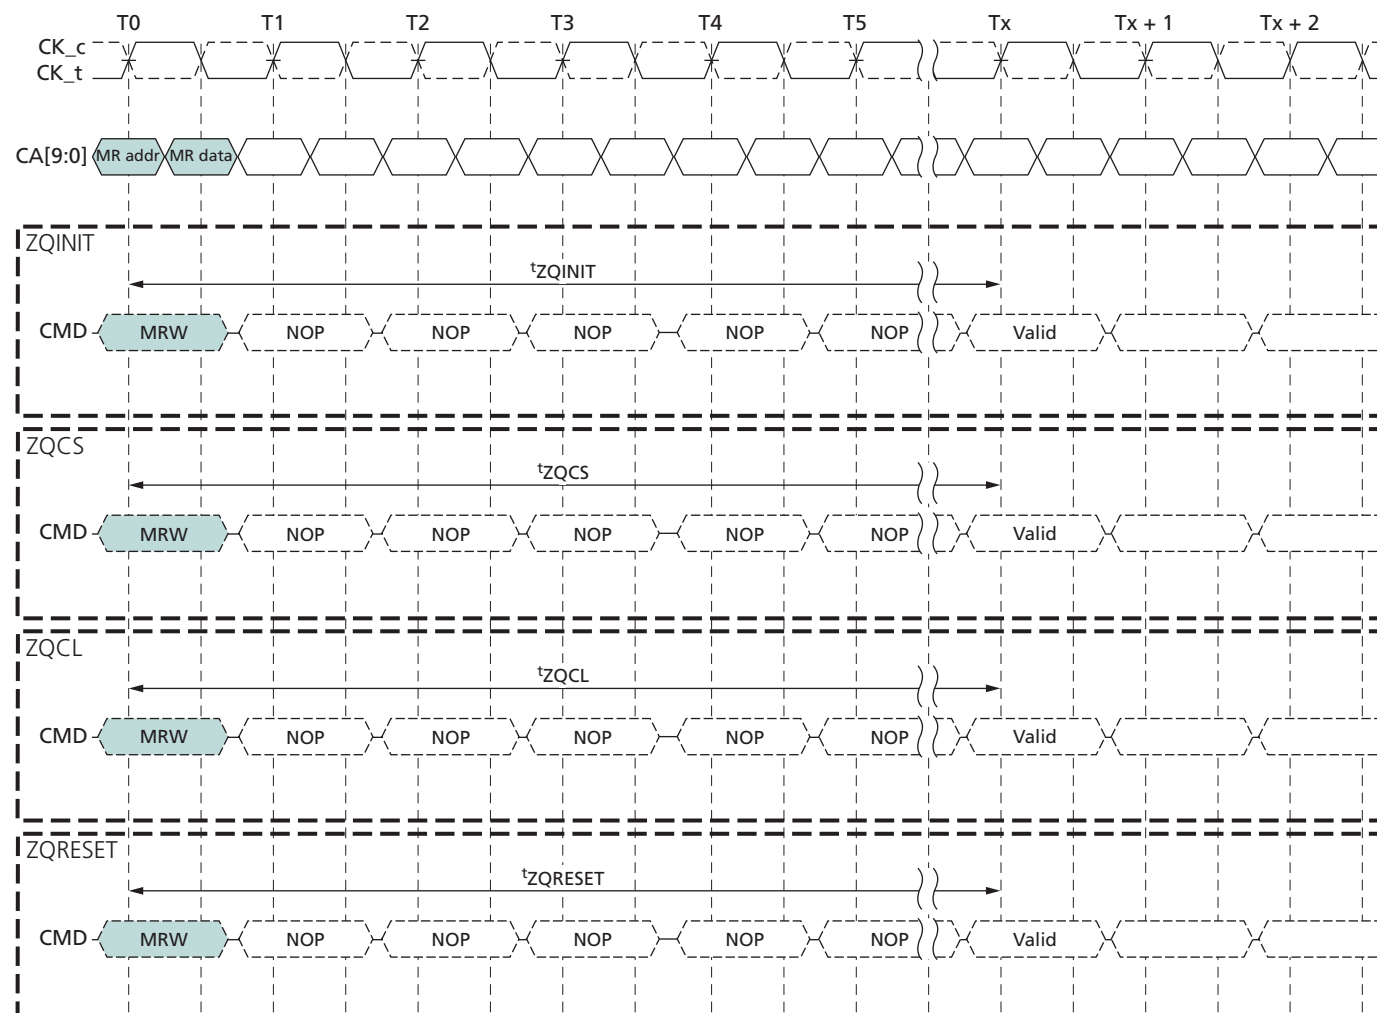 T0 T1 T2 T3 T4 T5 Tx Tx + 1 Tx + 2
CK_c
CK_t
CA[9:0] MR addr MR data
ZQINIT
tZQINIT
CMD MRW NOP NOP NOP NOP NOP Valid
ZQCS
tZQCS
CMD MRW NOP NOP NOP NOP NOP Valid
ZQCL
tZQCL
CMD MRW NOP NOP NOP NOP NOP Valid
ZQRESET
tZQRESET
CMD MRW NOP NOP NOP NOP NOP Valid